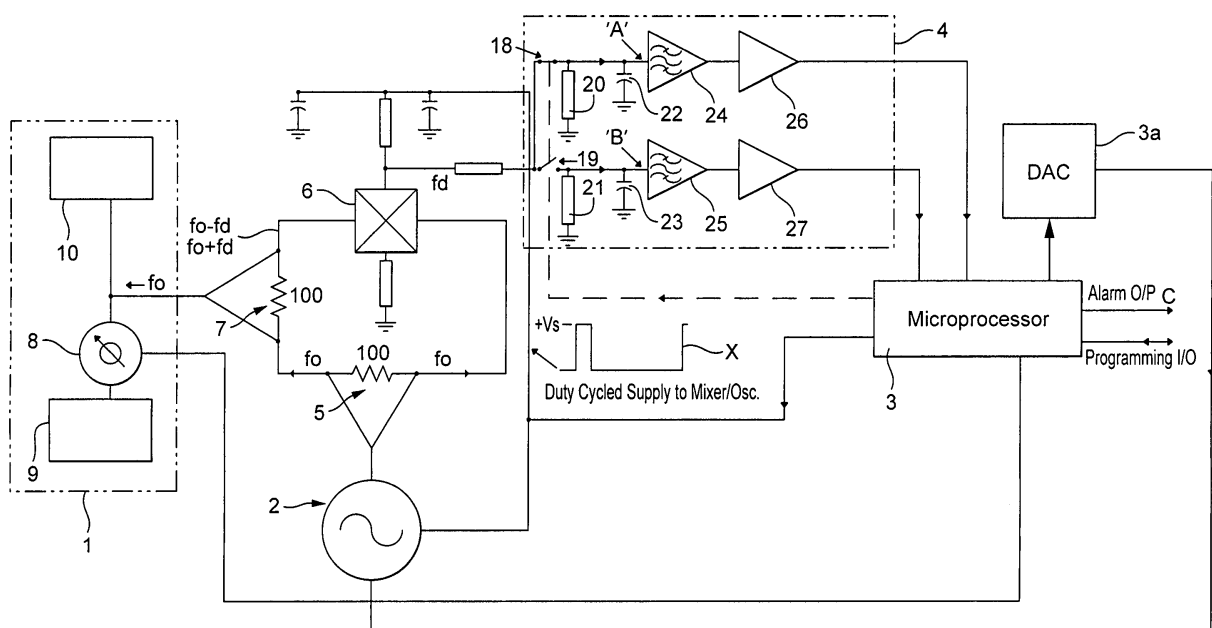 18
'A'
4
20
22
24
26
3a
DAC
'B'
19
6
fd
21
23
25
27
10
fo-fd
fo+fd
fo
100
7
8
fo
100
fo
5
+Vs
X
Duty Cycled Supply to Mixer/Osc.
Microprocessor
Alarm O/P C
Programming I/O
3
9
2
1